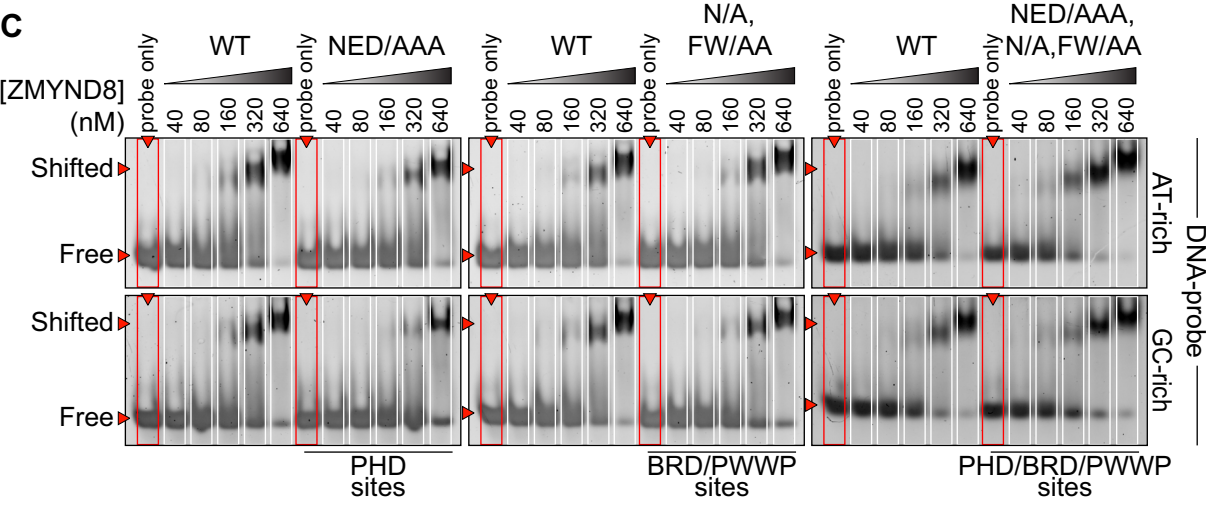 C
[ZMYND8]
(nM)
probe only
WT
40 80 160 320 640
probe only
NED/AAA
40 80 160 320 640
probe only
WT
40 80 160 320 640
probe only
N/A,
FW/AA
40 80 160 320 640
probe only
WT
40 80 160 320 640
probe only
NED/AAA,
N/A,FW/AA
40 80 160 320 640
Shifted
Free
AT-rich
Shifted
Free
GC-rich
DNA-probe
PHD
sites
BRD/PWWP
sites
PHD/BRD/PWWP
sites